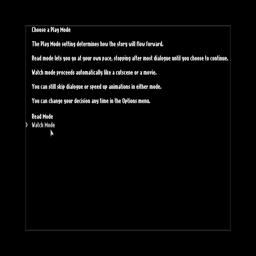 Choose a Play Mode
The Play Mode setting determines how the story will flow forward.
Read mode lets you go at your own pace, stopping after most dialogue until you choose to continue.
Watch mode proceeds automatically like a cutscene or a movie.
You can still skip dialogue or speed up animations in either mode.
You can change your decision any time in the Options menu.
Read Mode
Watch Mode